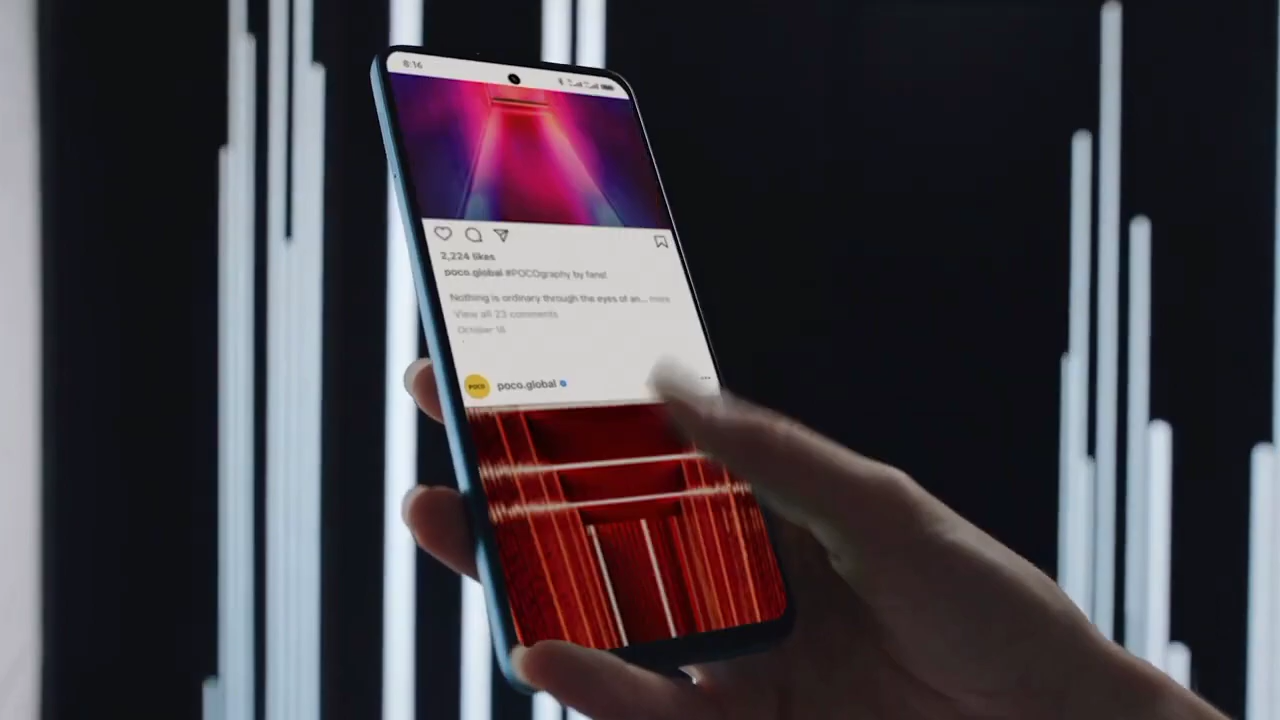 8:16
2,224 likes
poco.global #POCOgraphy by fans!
Nothing is ordinary through the eyes of an... more
View all 23 comments
October 16
POCO poco.global